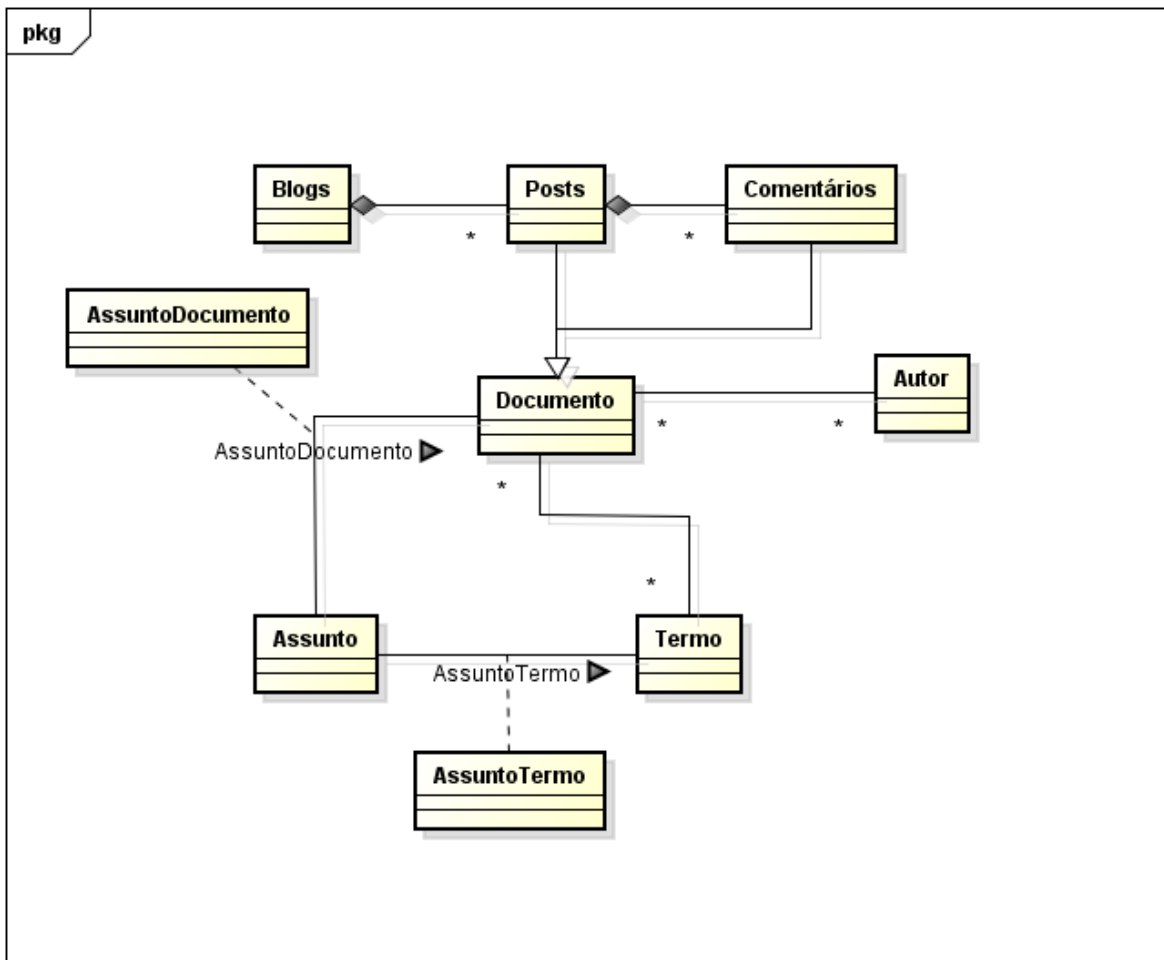 pkg
Blogs
Posts
Comentários
*
*
AssuntoDocumento
Autor
Documento
*
*
AssuntoDocumento
*
*
Assunto
Termo
AssuntoTermo
AssuntoTermo